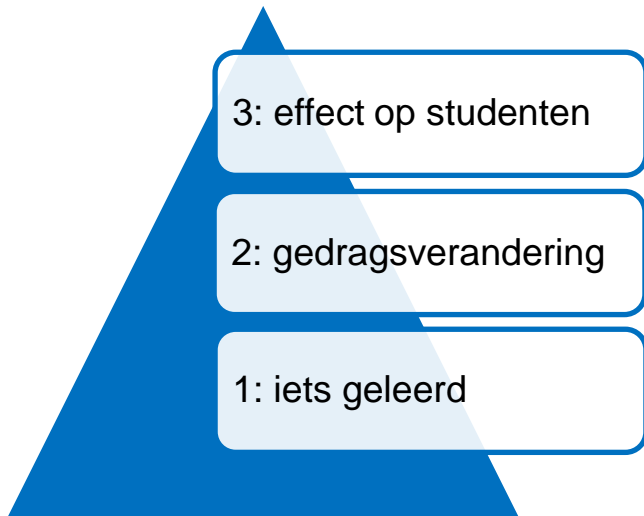 3: effect op studenten
2: gedragsverandering
1: iets geleerd